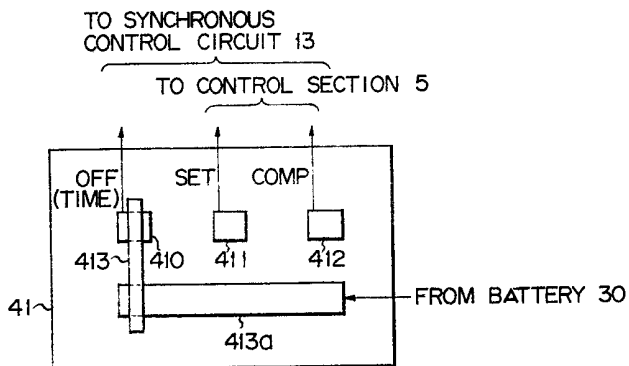 TO SYNCHRONOUS
CONTROL CIRCUIT 13
TO CONTROL SECTION 5
OFF SET COMP
(TIME)
413 410 411 412
41
FROM BATTERY 30
413a